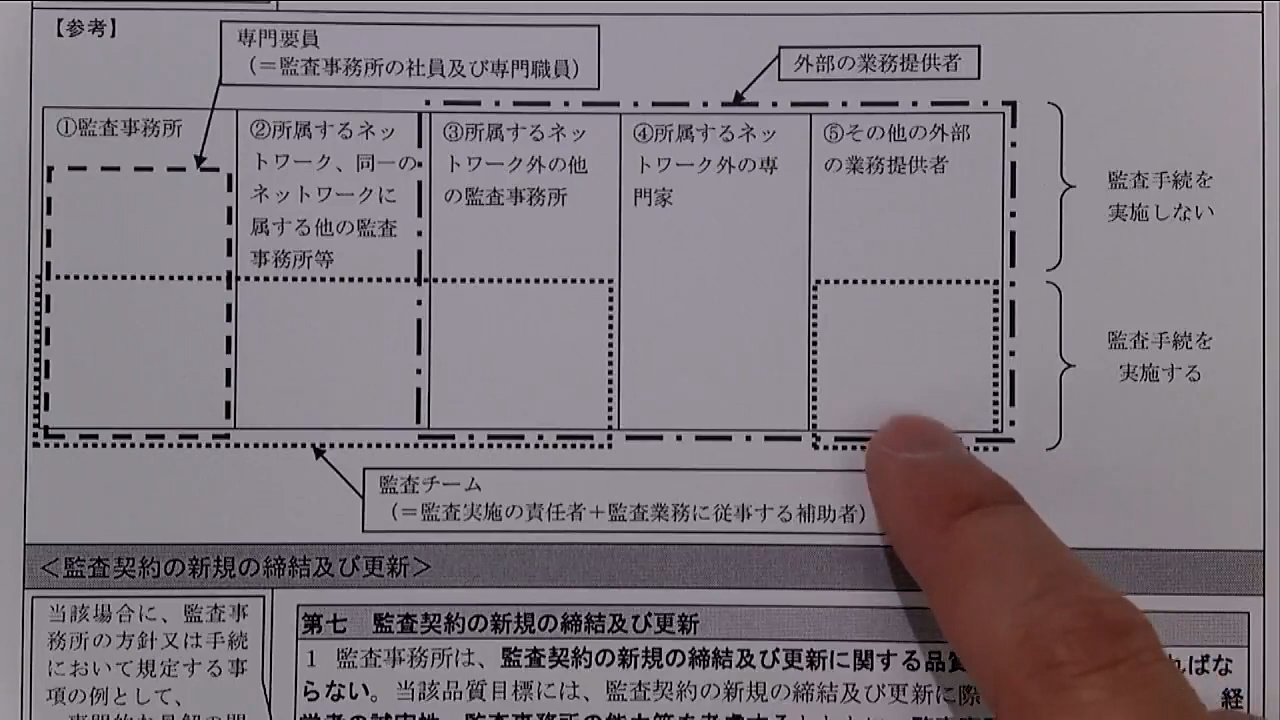 【参考】
専門要員
(=監査事務所の社員及び専門職員)
外部の業務提供者
①監査事務所
②所属するネッ
トワーク、同一の
ネットワークに
属する他の監査
事務所等
③所属するネッ
トワーク外の他
の監査事務所
④所属するネッ
トワーク外の専
門家
⑤その他の外部
の業務提供者
監査手続を
実施しない
監査手続を
実施する
監査チーム
(=監査実施の責任者+監査業務に従事する補助者)
<監査契約の新規の締結及び更新>
当該場合に、監査事
務所の方針又は手続
において規定する事
項の例として、
第七 監査契約の新規の締結及び更新
1 監査事務所は、監査契約の新規の締結及び更新に関する品質 ればな
らない。当該品質目標には、監査契約の新規の締結及び更新に際 経